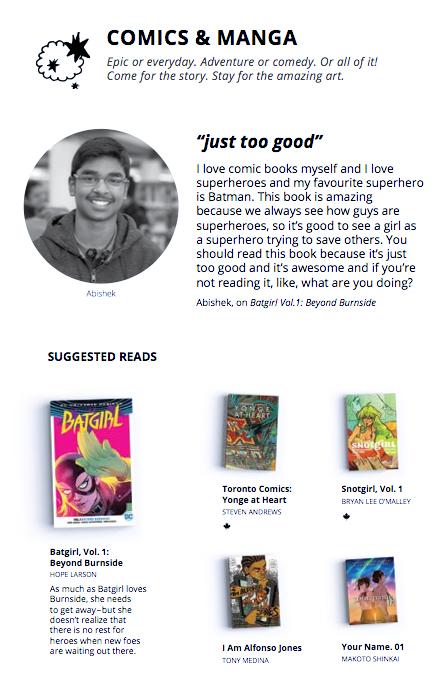 COMICS & MANGA
Epic or everyday. Adventure or comedy. Or all of it!
Come for the story. Stay for the amazing art.
“just too good”
I love comic books myself and I love
superheroes and my favourite superhero
is Batman. This book is amazing
because we always see how guys are
superheroes, so it’s good to see a girl as
a superhero trying to save others. You
should read this book because it’s just
too good and it’s awesome and if you’re
not reading it, like, what are you doing?
Abishek, on Batgirl Vol.1: Beyond Burnside
Abishek
SUGGESTED READS
BATGIRL
DC
YONGE
AT HEART
SNOTGIRL
Toronto Comics:
Yonge at Heart
STEVEN ANDREWS
Snotgirl, Vol. 1
BRYAN LEE O’MALLEY
Batgirl, Vol. 1:
Beyond Burnside
HOPE LARSON
As much as Batgirl loves
Burnside, she needs
to get away–but she
doesn’t realize that
there is no rest for
heroes when new foes
are waiting out there.
I Am Alfonso Jones
TONY MEDINA
Your Name. 01
MAKOTO SHINKAI